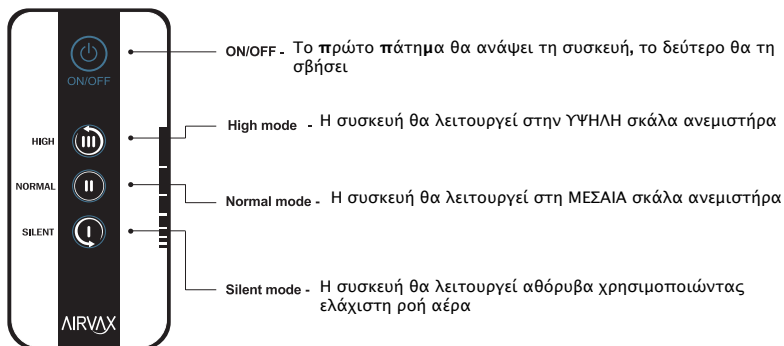 ON/OFF
HIGH
NORMAL
SILENT
AIRVAX
ON/OFF - Το πρώτο πάτημα θα ανάψει τη συσκευή, το δεύτερο θα τη
σβήσει
High mode - Η συσκευή θα λειτουργεί στην ΥΨΗΛΗ σκάλα ανεμιστήρα
Normal mode - Η συσκευή θα λειτουργεί στη ΜΕΣΑΙΑ σκάλα ανεμιστήρα
Silent mode - Η συσκευή θα λειτουργεί αθόρυβα χρησιμοποιώντας
ελάχιστη ροή αέρα